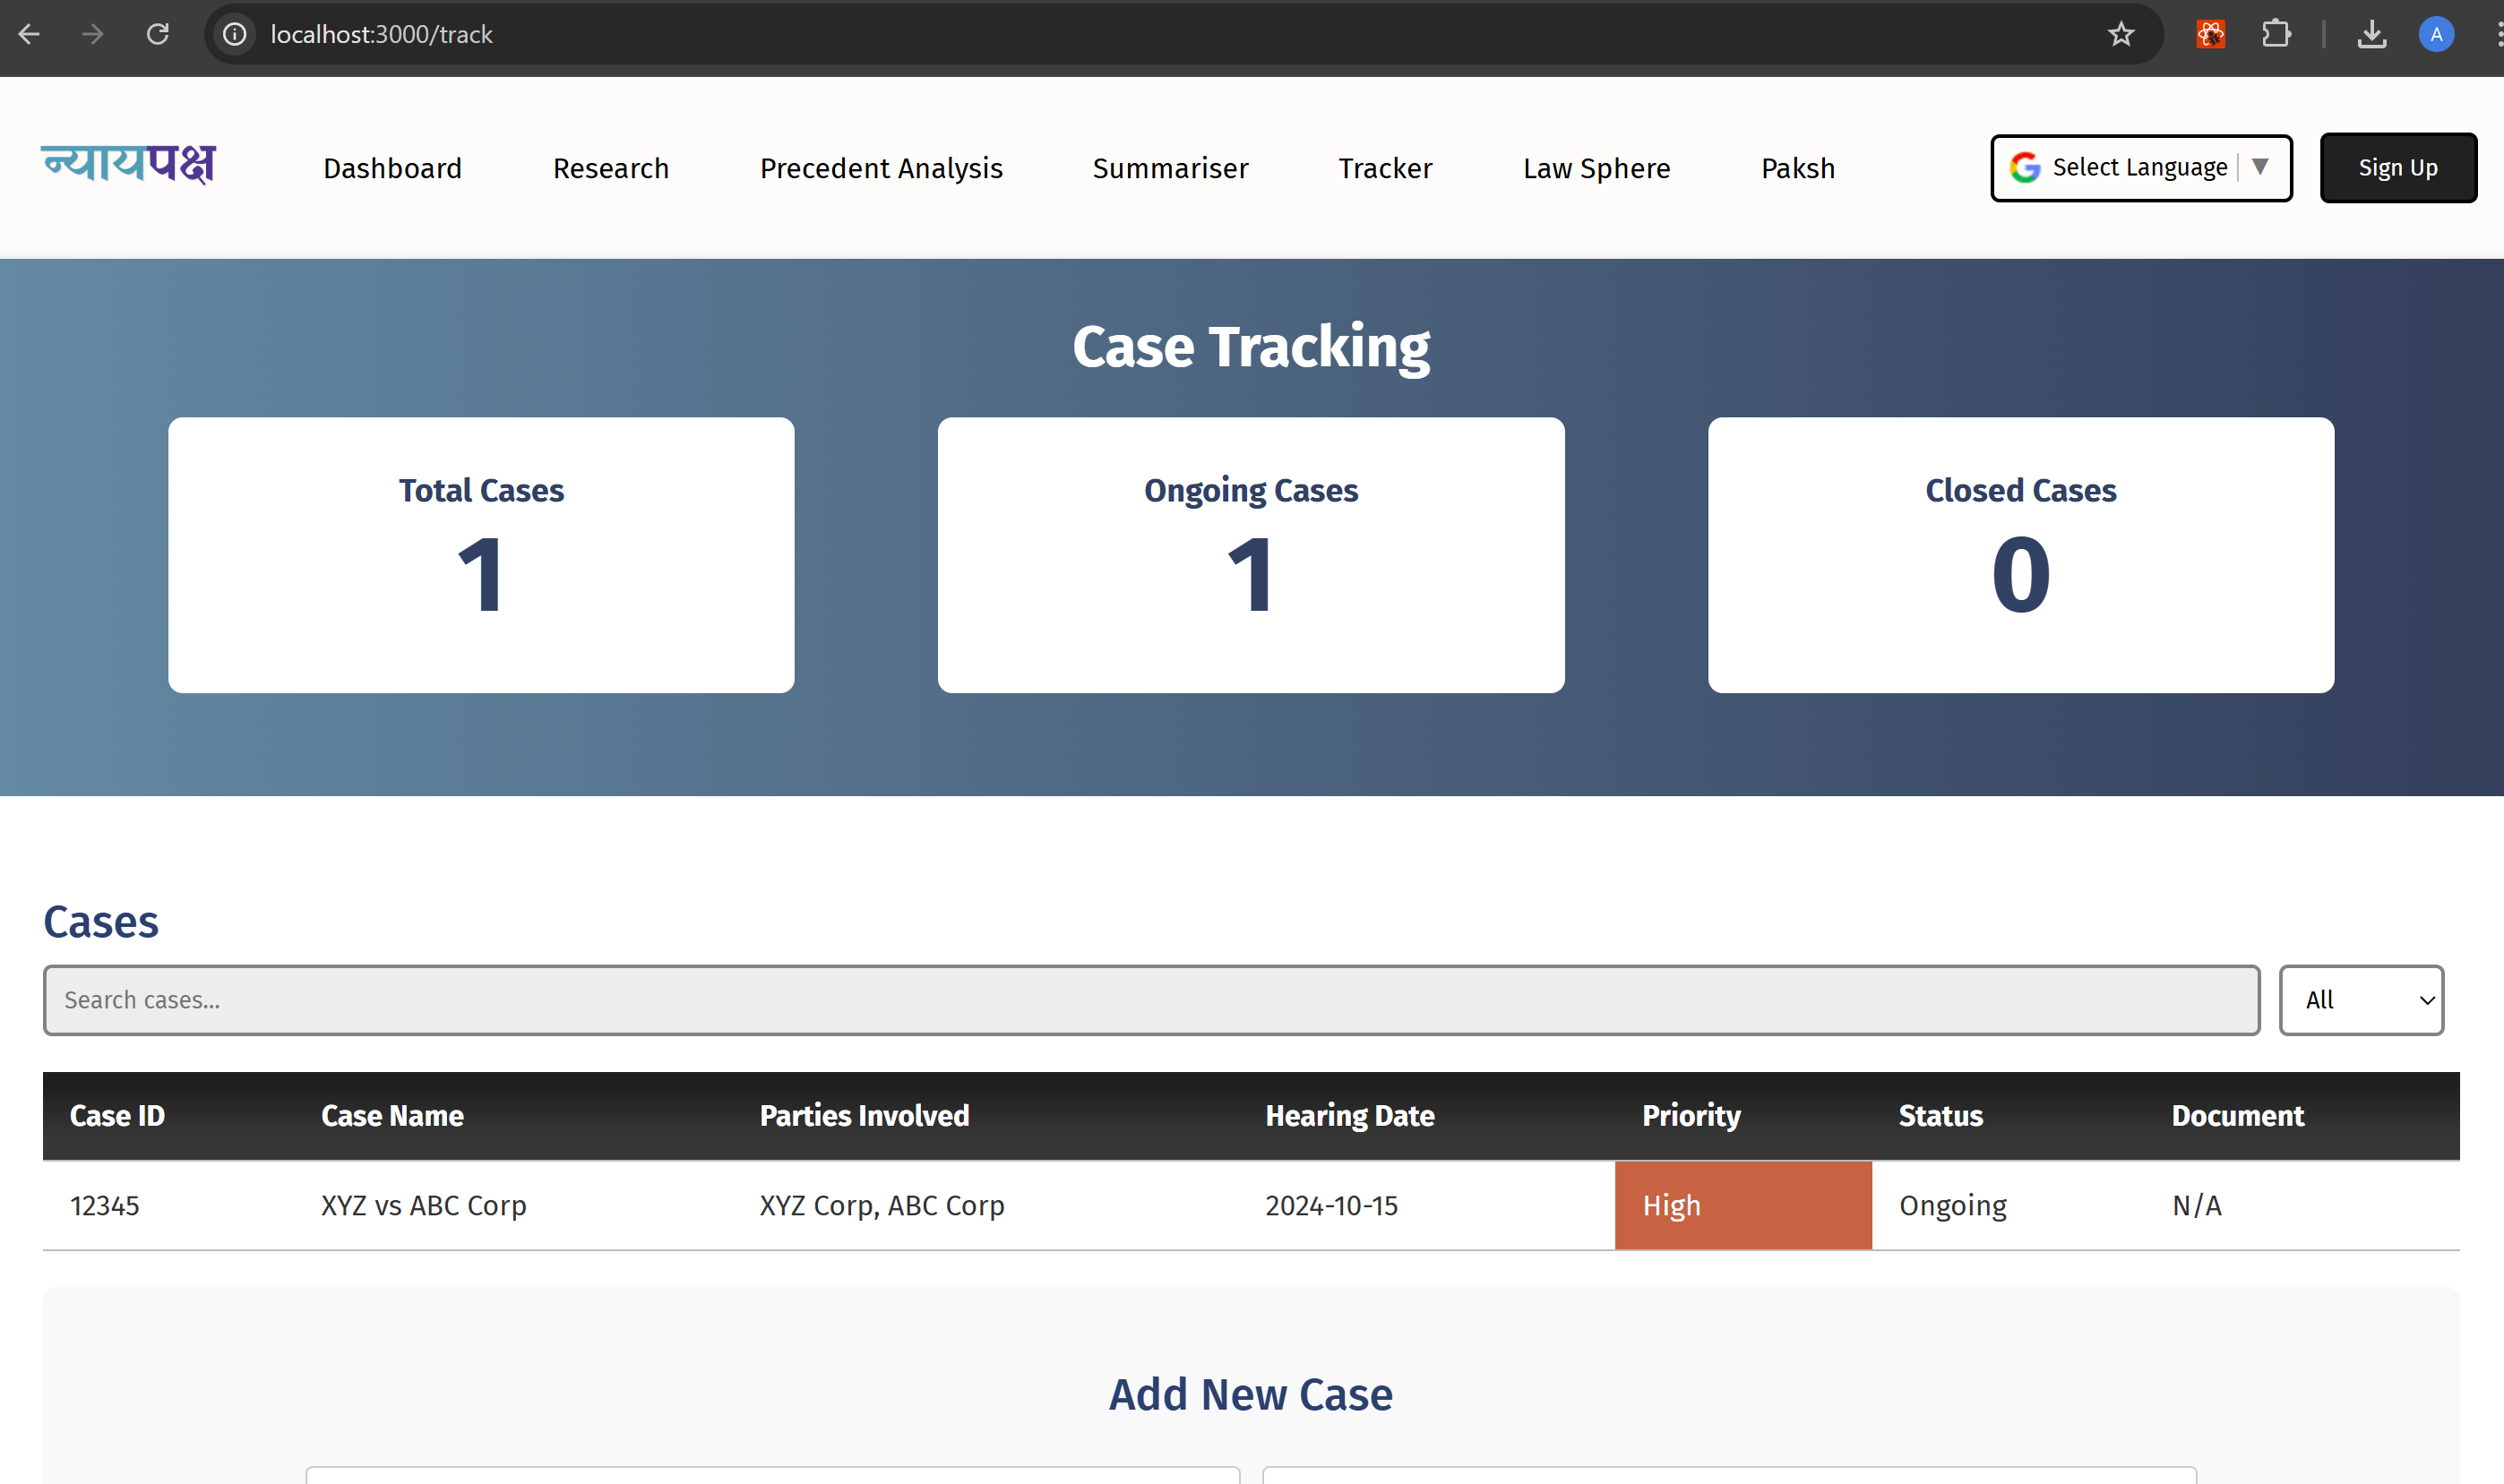 localhost:3000/track
A
न्यायपक्ष Dashboard Research Precedent Analysis Summariser Tracker Law Sphere Paksh Select Language ▼ Sign Up
Case Tracking
Total Cases Ongoing Cases Closed Cases
1 1 0
Cases
Search cases... All
Case ID Case Name Parties Involved Hearing Date Priority Status Document
12345 XYZ vs ABC Corp XYZ Corp, ABC Corp 2024-10-15 High Ongoing N/A
Add New Case